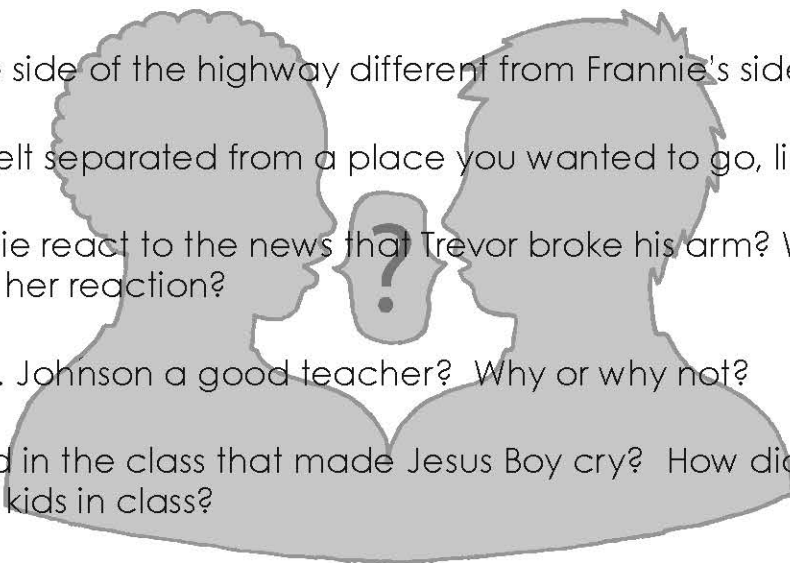 side of the highway different from Frannie's side
elt separated from a place you wanted to go, li
ie react to the news that Trevor broke his arm?
her reaction?
. Johnson a good teacher? Why or why not?
d in the class that made Jesus Boy cry? How di
kids in class?
?